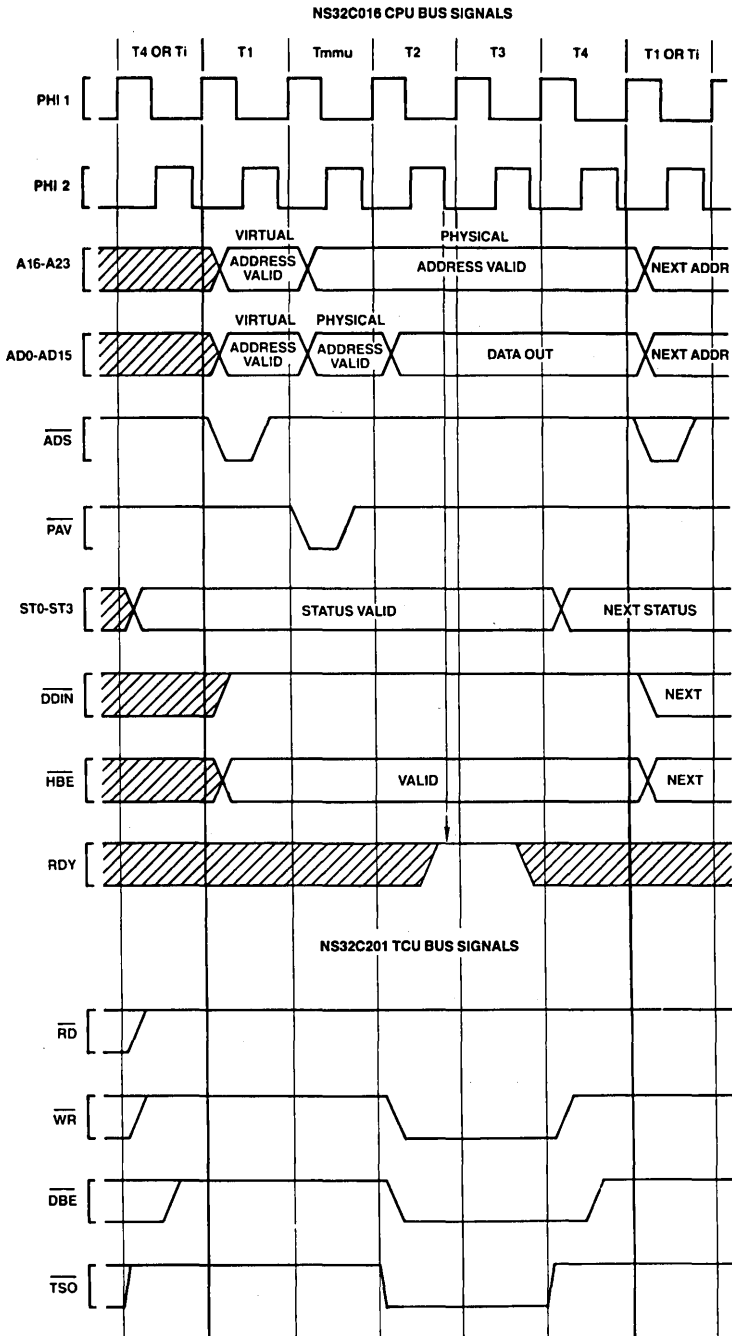 NS32C016 CPU BUS SIGNALS
T4 OR Ti T1 Tmmu T2 T3 T4 T1 OR Ti
PHI 1
PHI 2
VIRTUAL PHYSICAL
A16-A23 ADDRESS VALID ADDRESS VALID NEXT ADDR
VIRTUAL PHYSICAL
AD0-AD15 ADDRESS VALID ADDRESS VALID DATA OUT NEXT ADDR
ADS
PAV
ST0-ST3 STATUS VALID NEXT STATUS
DDIN NEXT
HBE VALID NEXT
RDY
NS32C201 TCU BUS SIGNALS
RD
WR
DBE
TSO